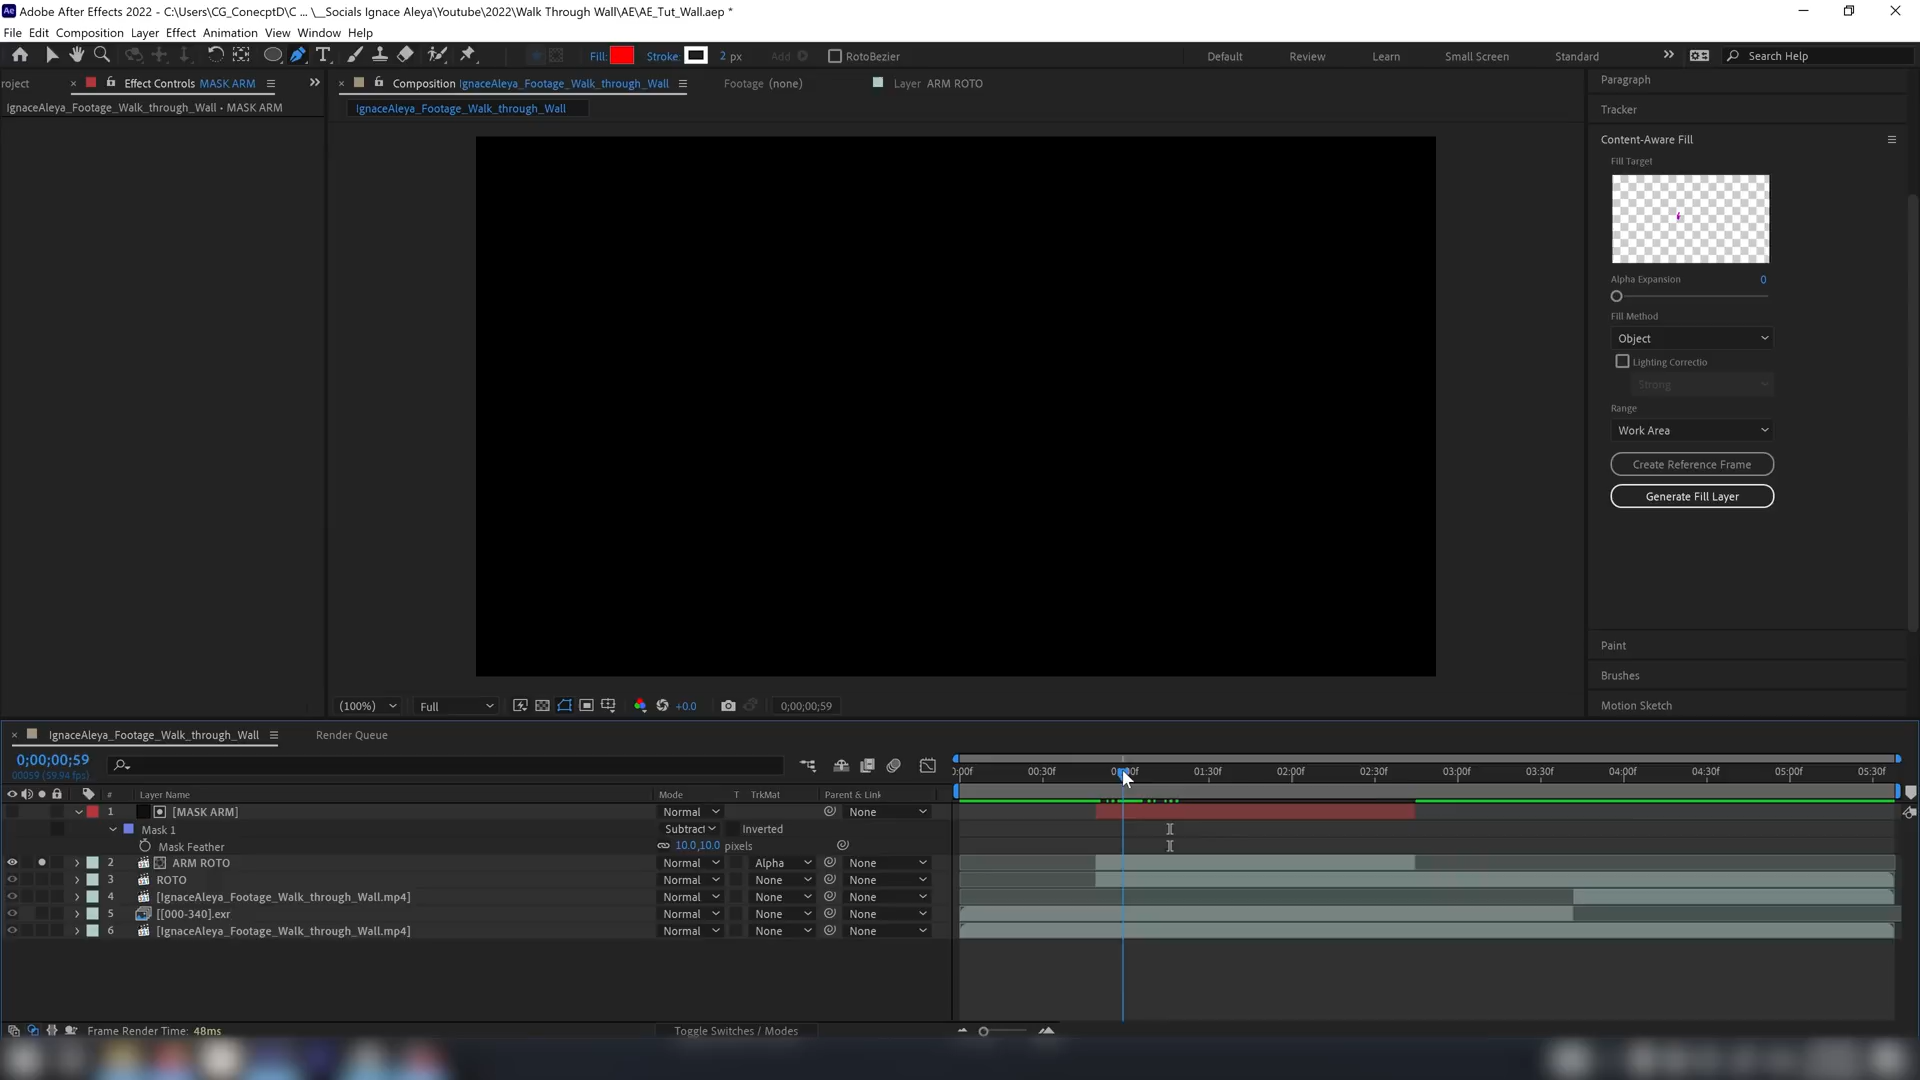 Ae Adobe After Effects 2022 - C:\Users\CG_ConecptD\C ... \__Socials Ignace Aleya\Youtube\2022\Walk Through Wall\AE\AE_Tut_Wall.aep *
File Edit Composition Layer Effect Animation View Window Help
Fill: Stroke: 2 px Add RotoBezier Default Review Learn Small Screen Standard Search Help
roject Effect Controls MASK ARM
IgnaceAleya_Footage_Walk_through_Wall • MASK ARM
Composition IgnaceAleya_Footage_Walk_through_Wall Footage (none) Layer ARM ROTO
IgnaceAleya_Footage_Walk_through_Wall
Paragraph
Tracker
Content-Aware Fill
Fill Target
Alpha Expansion 0
Fill Method
Object
Lighting Correctio
Strong
Range
Work Area
Create Reference Frame
Generate Fill Layer
Paint
Brushes
Motion Sketch
(100%) Full +0.0 0;00;00;59
IgnaceAleya_Footage_Walk_through_Wall Render Queue
0;00;00;59
00059 (59.94 fps)
:00f 00:30f 01:30f 02:00f 02:30f 03:00f 03:30f 04:00f 04:30f 05:00f 05:30f
# Layer Name Mode T TrkMat Parent & Link
1 [MASK ARM] Normal None
Mask 1 Subtract Inverted
Mask Feather 10.0,10.0 pixels
2 ARM ROTO Normal Alpha None
3 ROTO Normal None None
4 [IgnaceAleya_Footage_Walk_through_Wall.mp4] Normal None None
5 [[000-340].exr Normal None None
6 [IgnaceAleya_Footage_Walk_through_Wall.mp4] Normal None None
Frame Render Time: 48ms Toggle Switches / Modes